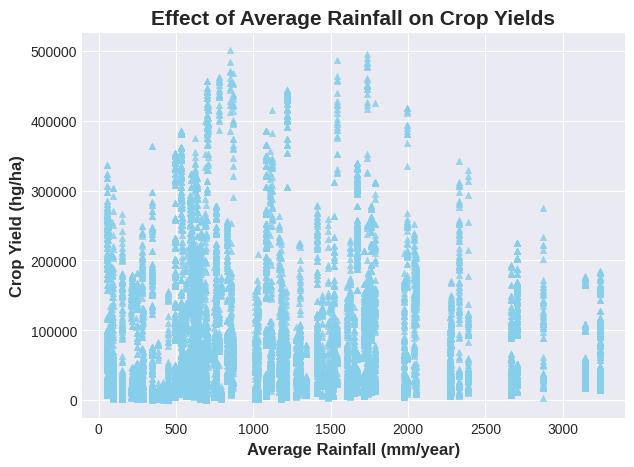 Effect of Average Rainfall on Crop Yields
500000
400000
300000
200000
100000
0
Crop Yield (hg/ha)
0 500 1000 1500 2000 2500 3000
Average Rainfall (mm/year)